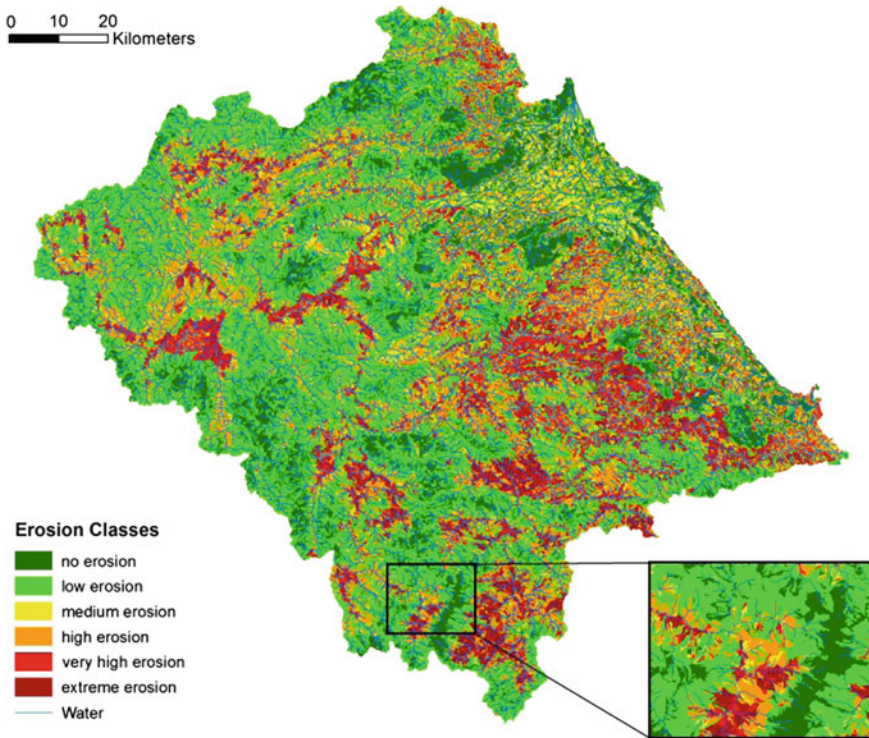 0 10 20
Kilometers
Erosion Classes
no erosion
low erosion
medium erosion
high erosion
very high erosion
extreme erosion
Water